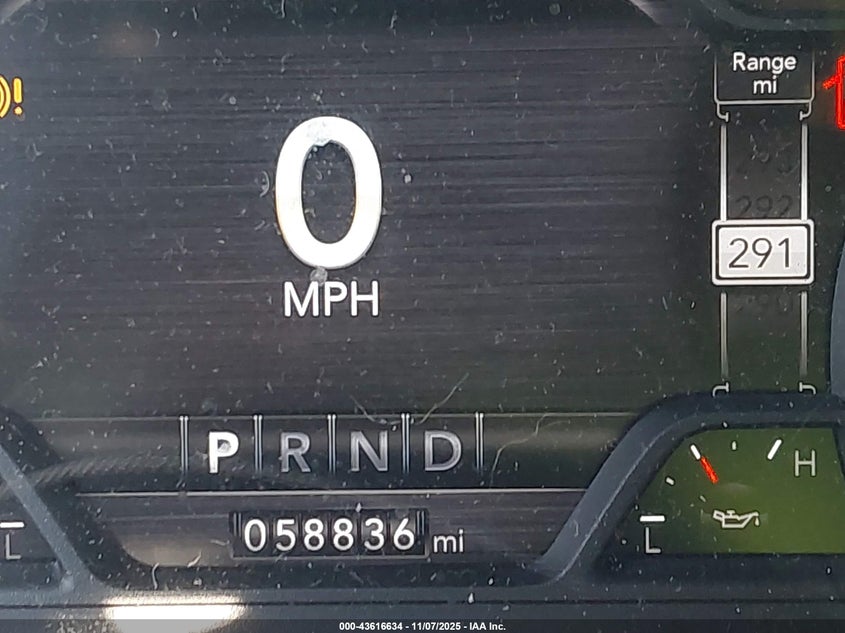 Range
mi
292
291
0
MPH
P R N D
058836 mi
L
H
L
000-43616634 - 11/07/2025 - IAA Inc.